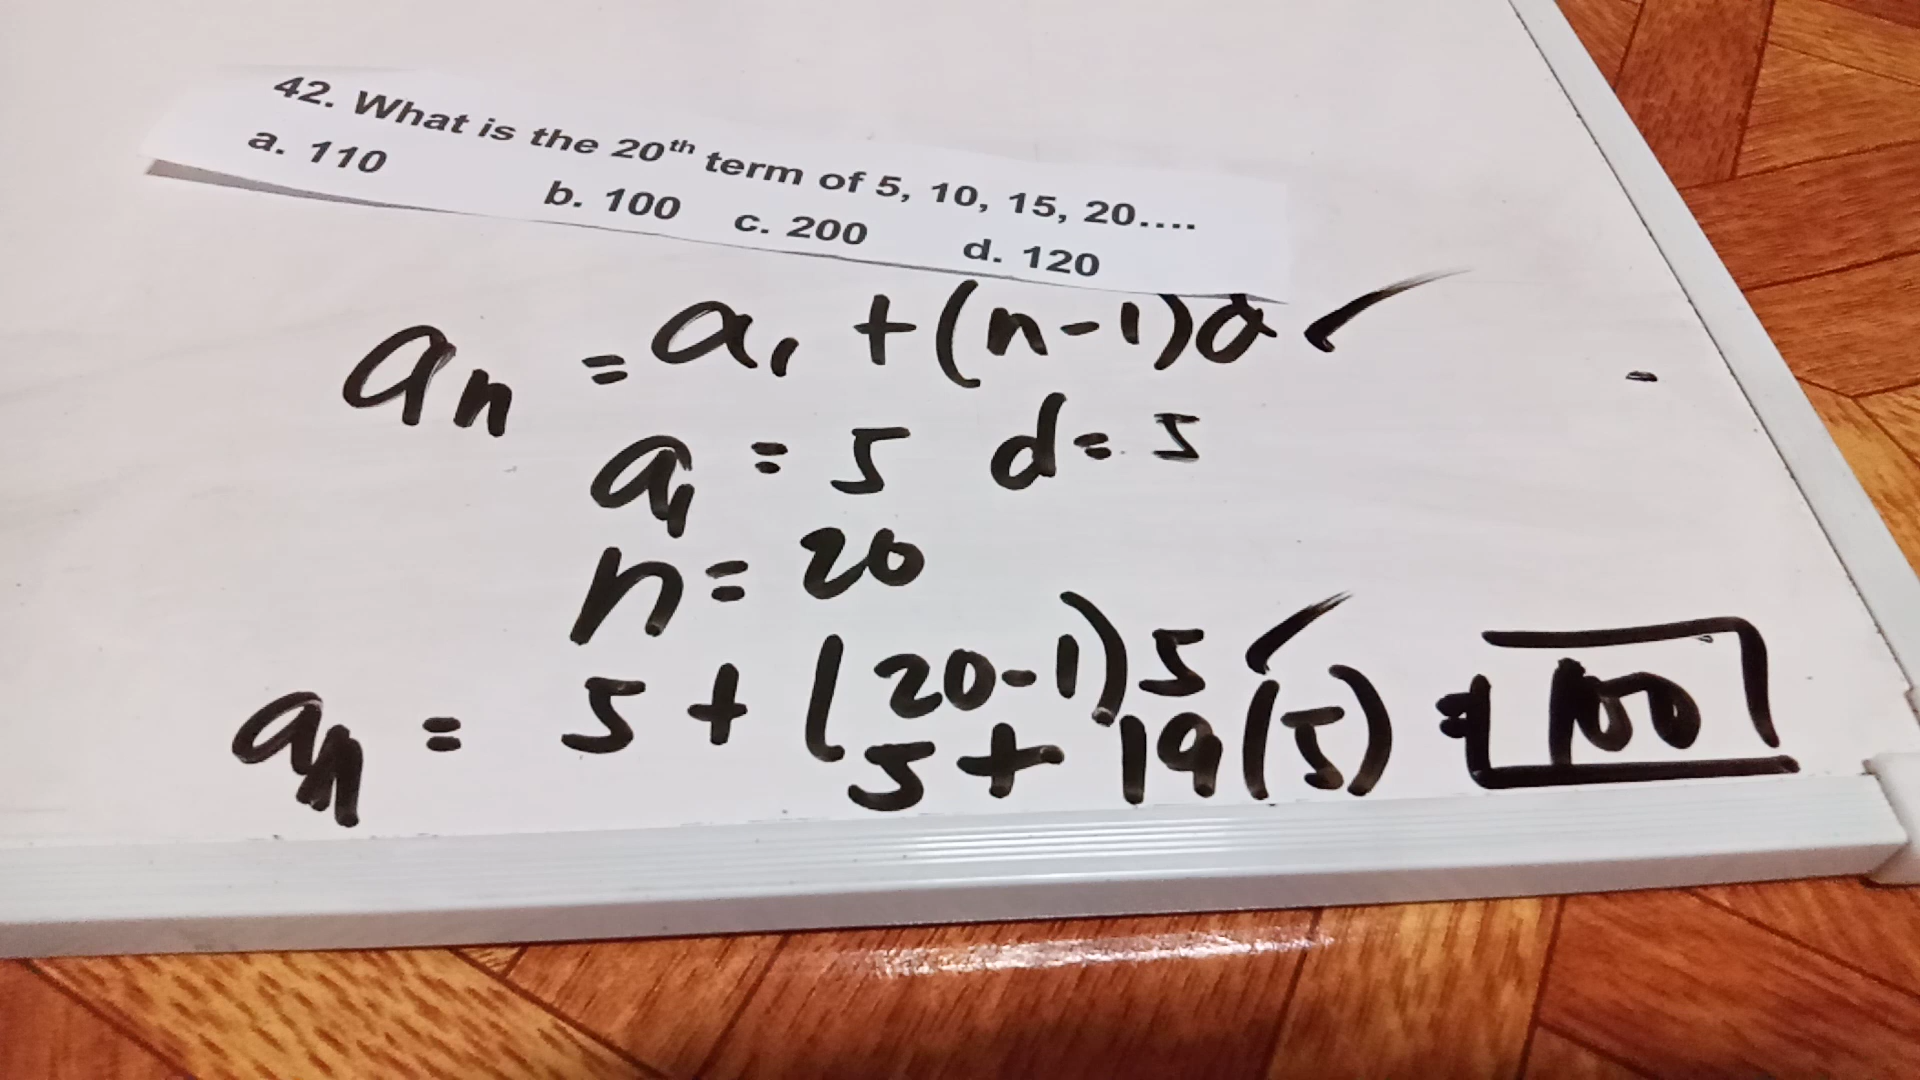 42. What is the 20th term of 5, 10, 15, 20....
a. 110 b. 100 c. 200 d. 120
an = a1 + (n-1)d ✓
a1 = 5 d = 5
n = 20
an = 5 + (20-1)5 ✓
5 + 19(5) = 100